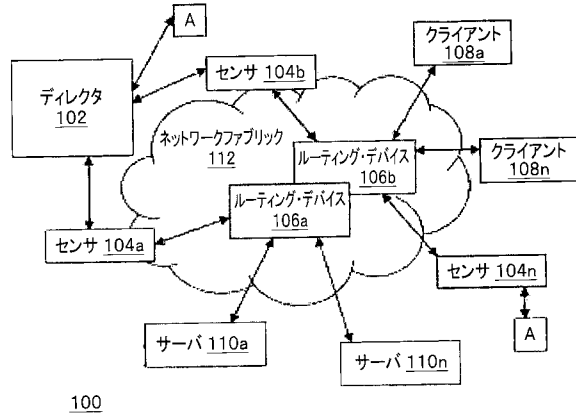 A
クライアント
108a
センサ 104b
ディレクタ
102
ネットワークファブリック
112
ルーティング・デバイス
106b
クライアント
108n
ルーティング・デバイス
106a
センサ 104a
センサ 104n
サーバ 110a
サーバ 110n
A
100